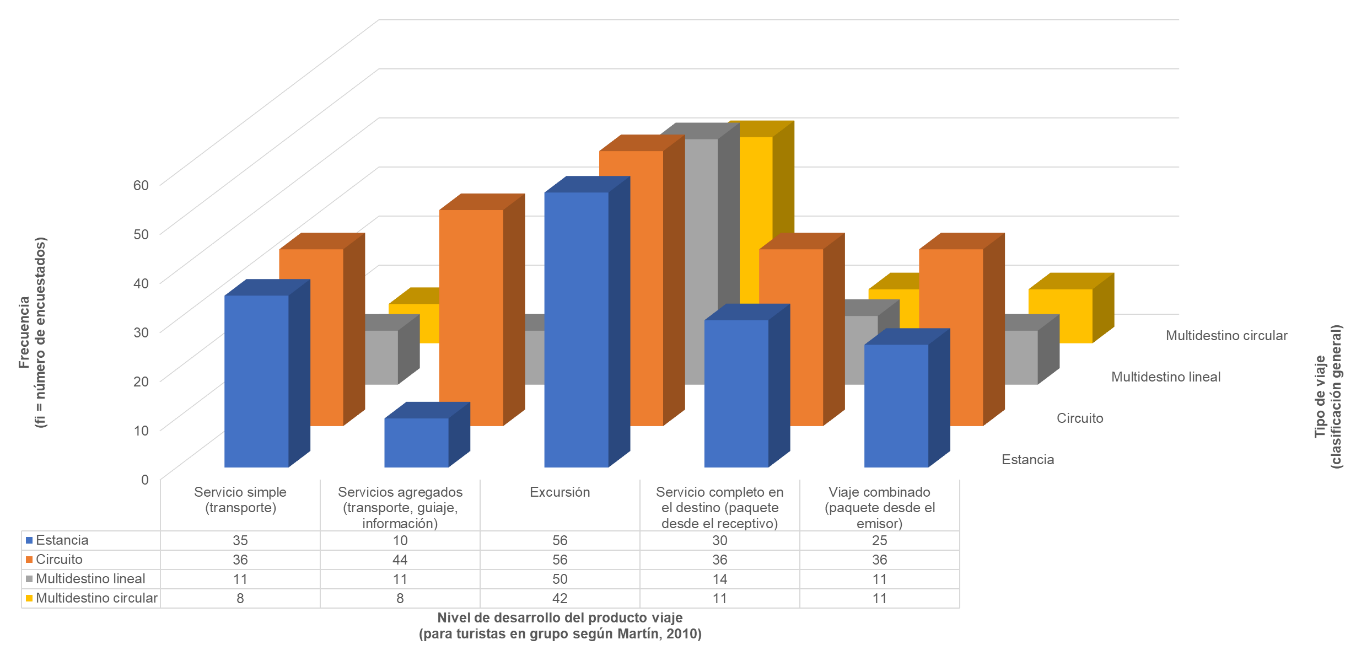 60
50
40
30
20
10
0
Frecuencia
(fi = número de encuestados)
Multidestino circular
Multidestino lineal
Circuito
Estancia
Tipo de viaje
(clasificación general)
Servicio simple
(transporte)
Servicios agregados
(transporte, guiaje,
información)
Excursión
Servicio completo en
el destino (paquete
desde el receptivo)
Viaje combinado
(paquete desde el
emisor)
Estancia 35 10 56 30 25
Circuito 36 44 56 36 36
Multidestino lineal 11 11 50 14 11
Multidestino circular 8 8 42 11 11
Nivel de desarrollo del producto viaje
(para turistas en grupo según Martín, 2010)